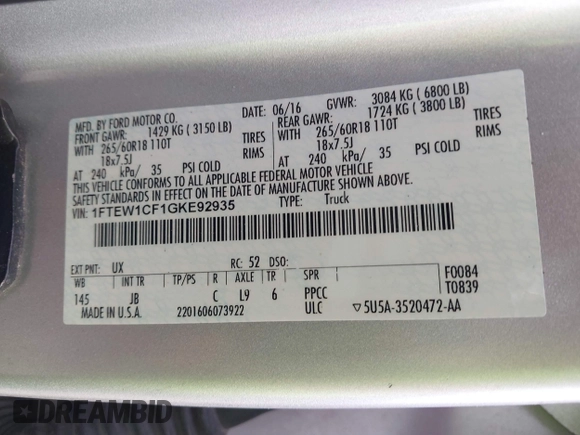 MFD. BY FORD MOTOR CO. DATE: 06/16 GVWR: 3084 KG ( 6800 LB)
FRONT GAWR: 1429 KG ( 3150 LB) REAR GAWR: 1724 KG ( 3800 LB)
WITH 265/60R18 110T TIRES WITH 265/60R18 110T TIRES
18x7.5J RIMS 18x7.5J RIMS
AT 240 kPa/ 35 PSI COLD AT 240 kPa/ 35 PSI COLD
THIS VEHICLE CONFORMS TO ALL APPLICABLE FEDERAL MOTOR VEHICLE
SAFETY STANDARDS IN EFFECT ON THE DATE OF MANUFACTURE SHOWN ABOVE.
VIN: 1FTEW1CF1GKE92935 TYPE: Truck
EXT PNT: UX RC: 52 DSO:
WB INT TR TP/PS R AXLE TR SPR F0084
145 JB C L9 6 PPCC T0839
MADE IN U.S.A. 2201606073922 ULC ▽5U5A-3520472-AA
DREAMBID